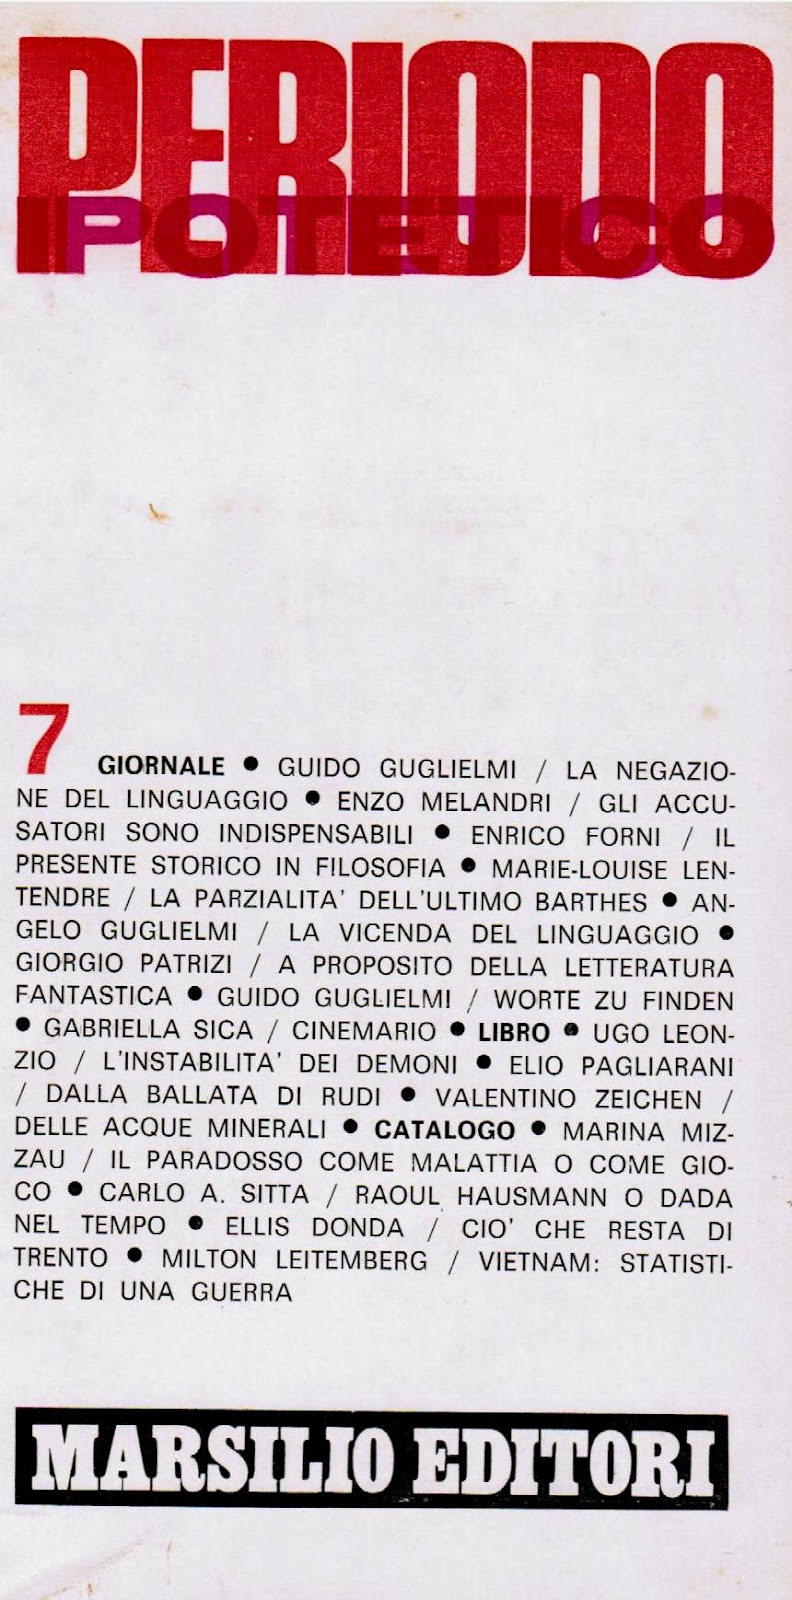 PERIODO
IPOTETICO
7 GIORNALE ● GUIDO GUGLIELMI / LA NEGAZIO-
NE DEL LINGUAGGIO ● ENZO MELANDRI / GLI ACCU-
SATORI SONO INDISPENSABILI ● ENRICO FORNI / IL
PRESENTE STORICO IN FILOSOFIA ● MARIE-LOUISE LEN-
TENDRE / LA PARZIALITA' DELL'ULTIMO BARTHES ● AN-
GELO GUGLIELMI / LA VICENDA DEL LINGUAGGIO ●
GIORGIO PATRIZI / A PROPOSITO DELLA LETTERATURA
FANTASTICA ● GUIDO GUGLIELMI / WORTE ZU FINDEN
● GABRIELLA SICA / CINEMARIO ● LIBRO ● UGO LEON-
ZIO / L'INSTABILITA' DEI DEMONI ● ELIO PAGLIARANI
/ DALLA BALLATA DI RUDI ● VALENTINO ZEICHEN /
DELLE ACQUE MINERALI ● CATALOGO ● MARINA MIZ-
ZAU / IL PARADOSSO COME MALATTIA O COME GIO-
CO ● CARLO A. SITTA / RAOUL HAUSMANN O DADA
NEL TEMPO ● ELLIS DONDA / CIO' CHE RESTA DI
TRENTO ● MILTON LEITEMBERG / VIETNAM: STATISTI-
CHE DI UNA GUERRA
MARSILIO EDITORI